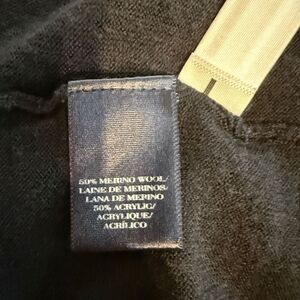 50% MERINO WOOL/
LAINE DE MERINOS/
LANA DE MERINO
50% ACRYLIC/
ACRYLIQUE/
ACRÍLICO